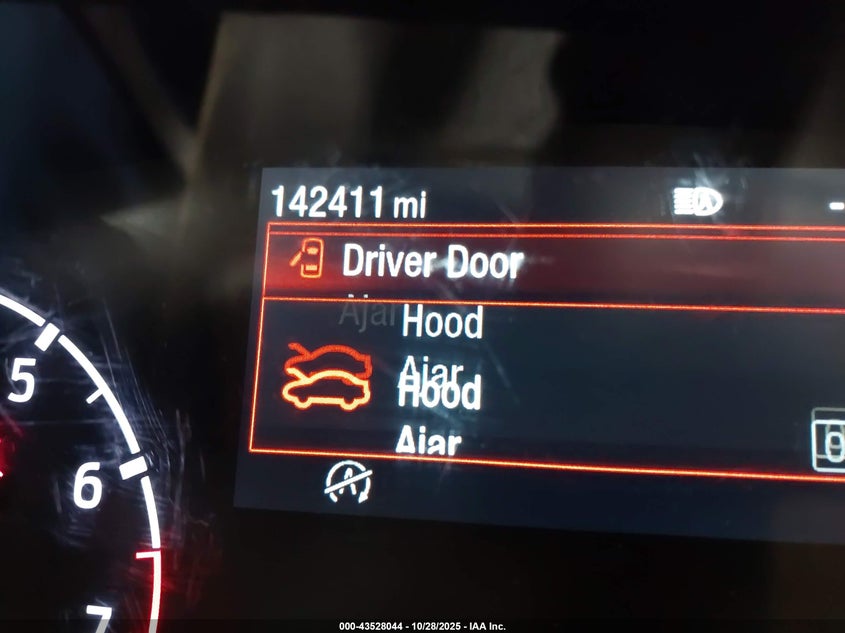 142411 mi
Driver Door
Ajar
Hood
Ajar
Hood
Ajar
5
6
7
0
000-43528044 - 10/28/2025 - IAA Inc.